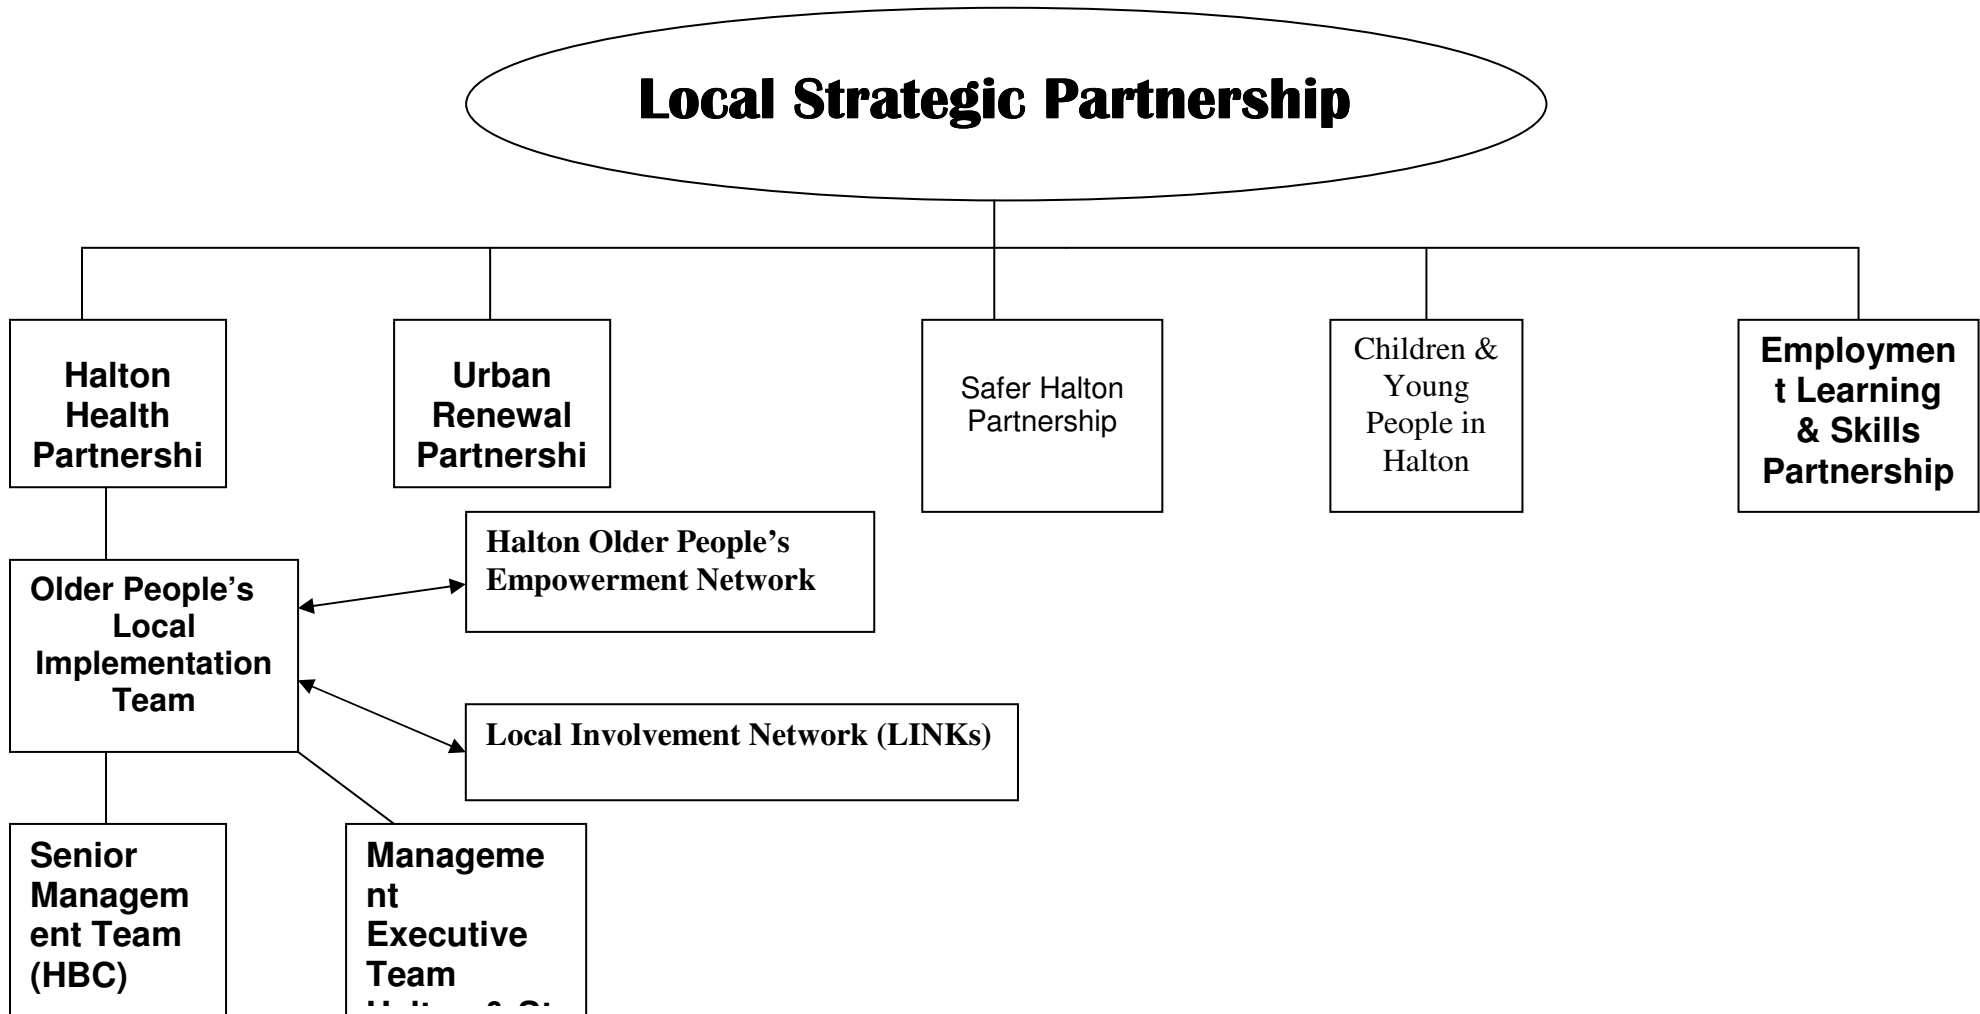 Local Strategic Partnership
Halton
Health
Partnershi
Urban
Renewal
Partnershi
Safer Halton
Partnership
Children &
Young
People in
Halton
Employmen
t Learning
& Skills
Partnership
Halton Older People’s
Empowerment Network
Older People’s
Local
Implementation
Team
Local Involvement Network (LINKs)
Senior
Managem
ent Team
(HBC)
Manageme
nt
Executive
Team